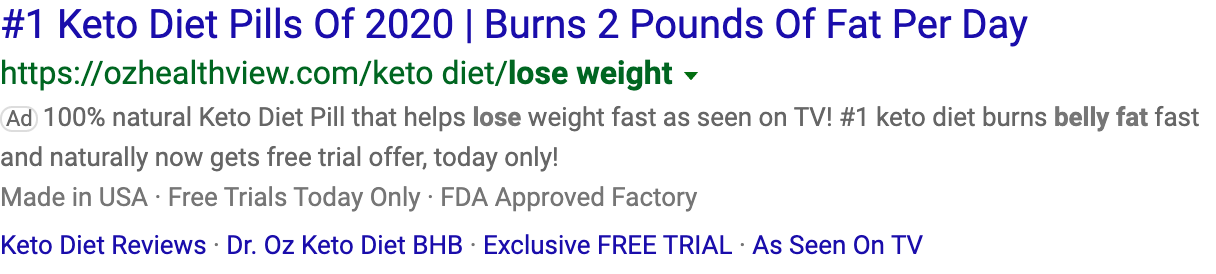 #1 Keto Diet Pills Of 2020 | Burns 2 Pounds Of Fat Per Day
https://ozhealthview.com/keto diet/lose weight
Ad 100% natural Keto Diet Pill that helps lose weight fast as seen on TV! #1 keto diet burns belly fat fast
and naturally now gets free trial offer, today only!
Made in USA · Free Trials Today Only · FDA Approved Factory
Keto Diet Reviews · Dr. Oz Keto Diet BHB · Exclusive FREE TRIAL · As Seen On TV